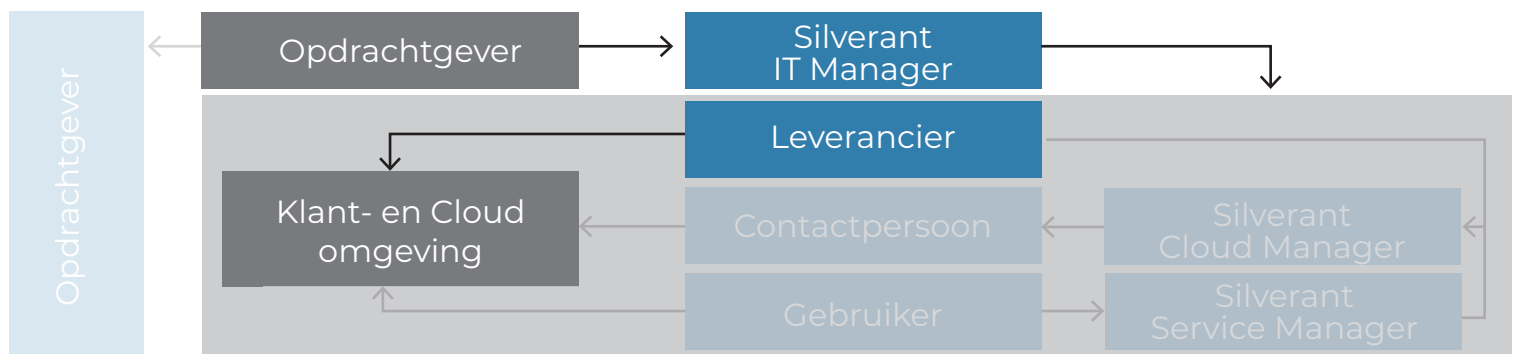 Opdrachtgever
Opdrachtgever
Silverant
IT Manager
Leverancier
Klant- en Cloud
omgeving
Contactpersoon
Silverant
Cloud Manager
Gebruiker
Silverant
Service Manager